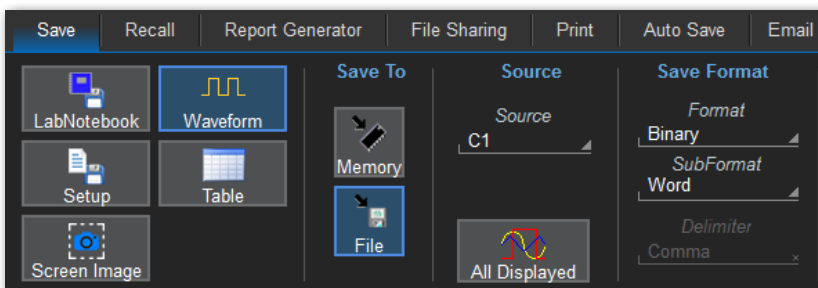 Save Recall Report Generator File Sharing Print Auto Save Email
LabNotebook
Waveform
Setup
Table
Screen Image
Save To
Memory
File
Source
Source
C1
All Displayed
Save Format
Format
Binary
SubFormat
Word
Delimiter
Comma